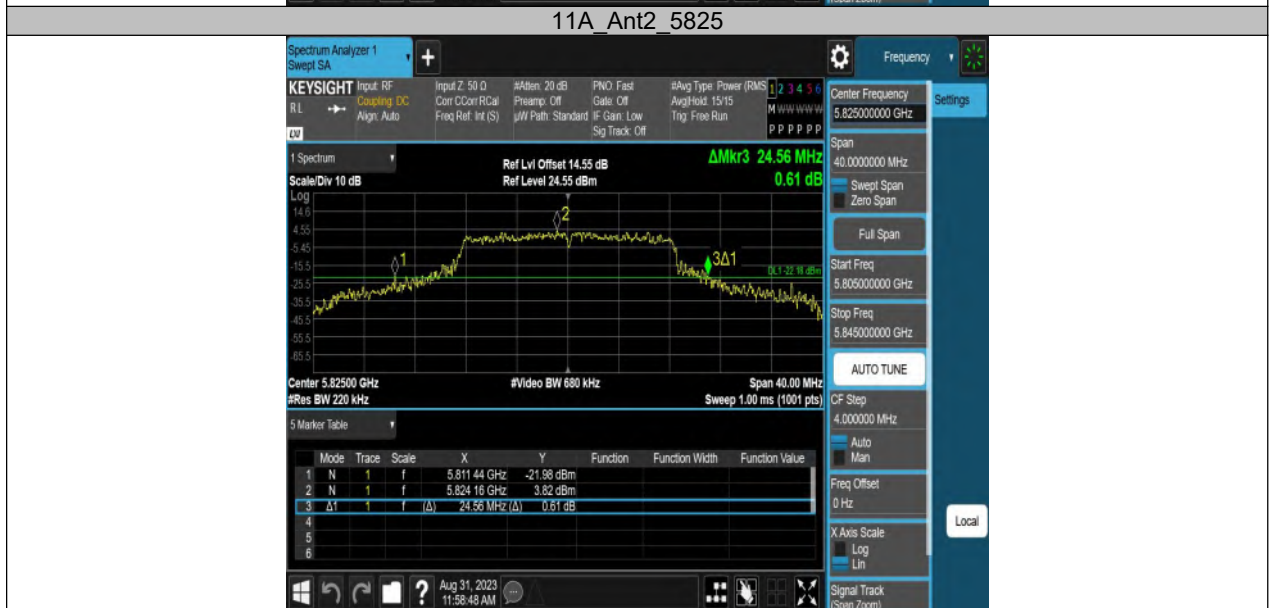 11A_Ant2_5825
Spectrum Analyzer 1
Swept SA
+
Frequency
KEYSIGHT
RL
LXI
Input: RF
Coupling: DC
Align: Auto
Input Z: 50 Ω
Corr CCorr RCal
Freq Ref: Int (S)
#Atten: 20 dB
Preamp: Off
µW Path: Standard
PNO: Fast
Gate: Off
IF Gain: Low
Sig Track: Off
#Avg Type: Power (RMS
Avg|Hold: 15/15
Trig: Free Run
1 2 3 4 5 6
M W W W W W
P P P P P P
Center Frequency
5.825000000 GHz
Settings
1 Spectrum
Scale/Div 10 dB
Ref Lvl Offset 14.55 dB
Ref Level 24.55 dBm
ΔMkr3 24.56 MHz
0.61 dB
Span
40.0000000 MHz
Swept Span
Zero Span
Full Span
Start Freq
5.805000000 GHz
Stop Freq
5.845000000 GHz
AUTO TUNE
Log
14.6
4.55
-5.45
-15.5
-25.5
-35.5
-45.5
-55.5
-65.5
1
2
3Δ1
DL1 -22.18 dBm
Center 5.82500 GHz
#Res BW 220 kHz
#Video BW 680 kHz
Span 40.00 MHz
Sweep 1.00 ms (1001 pts)
CF Step
4.000000 MHz
Auto
Man
5 Marker Table
Mode Trace Scale X Y Function Function Width Function Value
1 N 1 f 5.811 44 GHz -21.98 dBm
2 N 1 f 5.824 16 GHz 3.82 dBm
3 Δ1 1 f (Δ) 24.56 MHz (Δ) 0.61 dB
4
5
6
Freq Offset
0 Hz
X Axis Scale
Log
Lin
Local
Signal Track
(Span Zoom)
?
Aug 31, 2023
11:58:48 AM